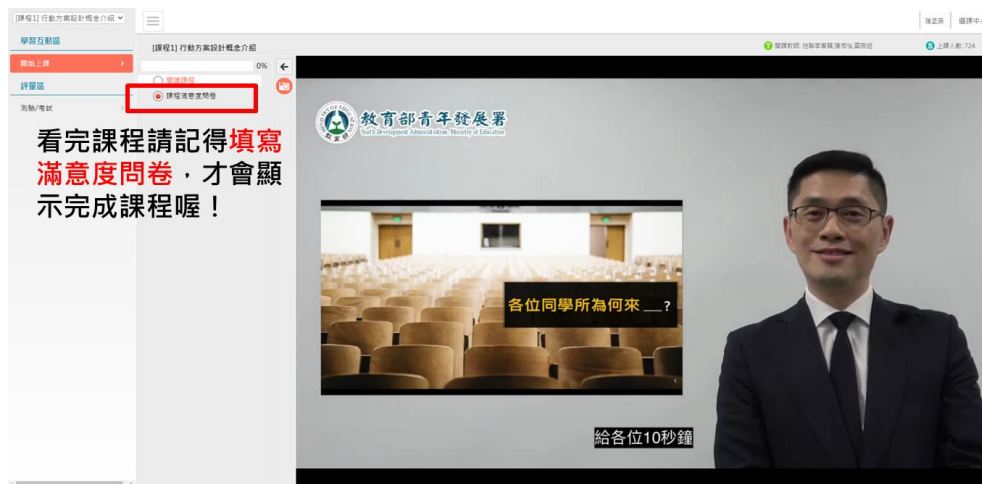 [課程1] 行動方案設計概念介紹
學習互動區
開始上課
評量區
測驗/考試
[課程1] 行動方案設計概念介紹
0%
閱讀課程
課程滿意度問卷
開課教師:
S 上課人數: 724
選課中
看完課程請記得填寫
滿意度問卷，才會顯
示完成課程喔！
教育部青年發展署
Youth Development Administration, Ministry of Education
各位同學所為何來 __?
給各位10秒鐘